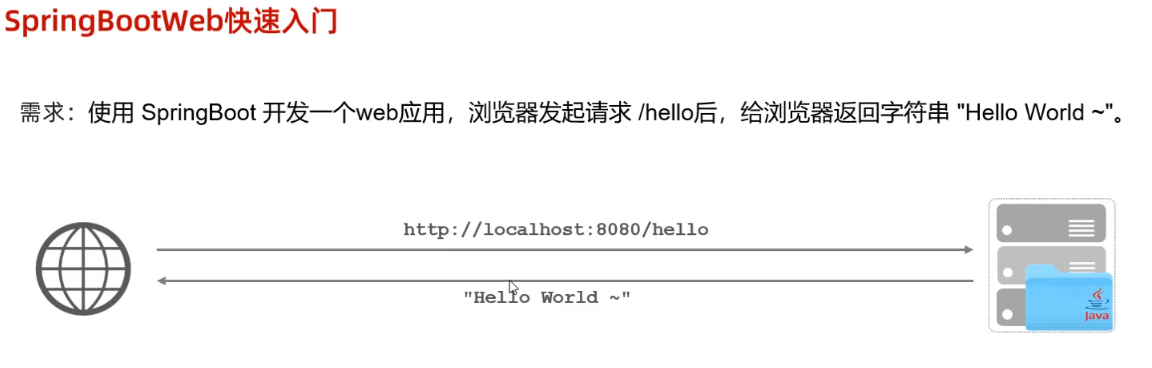 SpringBootWeb快速入门
需求：使用 SpringBoot 开发一个web应用，浏览器发起请求 /hello后，给浏览器返回字符串 "Hello World ~"。
http://localhost:8080/hello
"Hello World ~"
Java